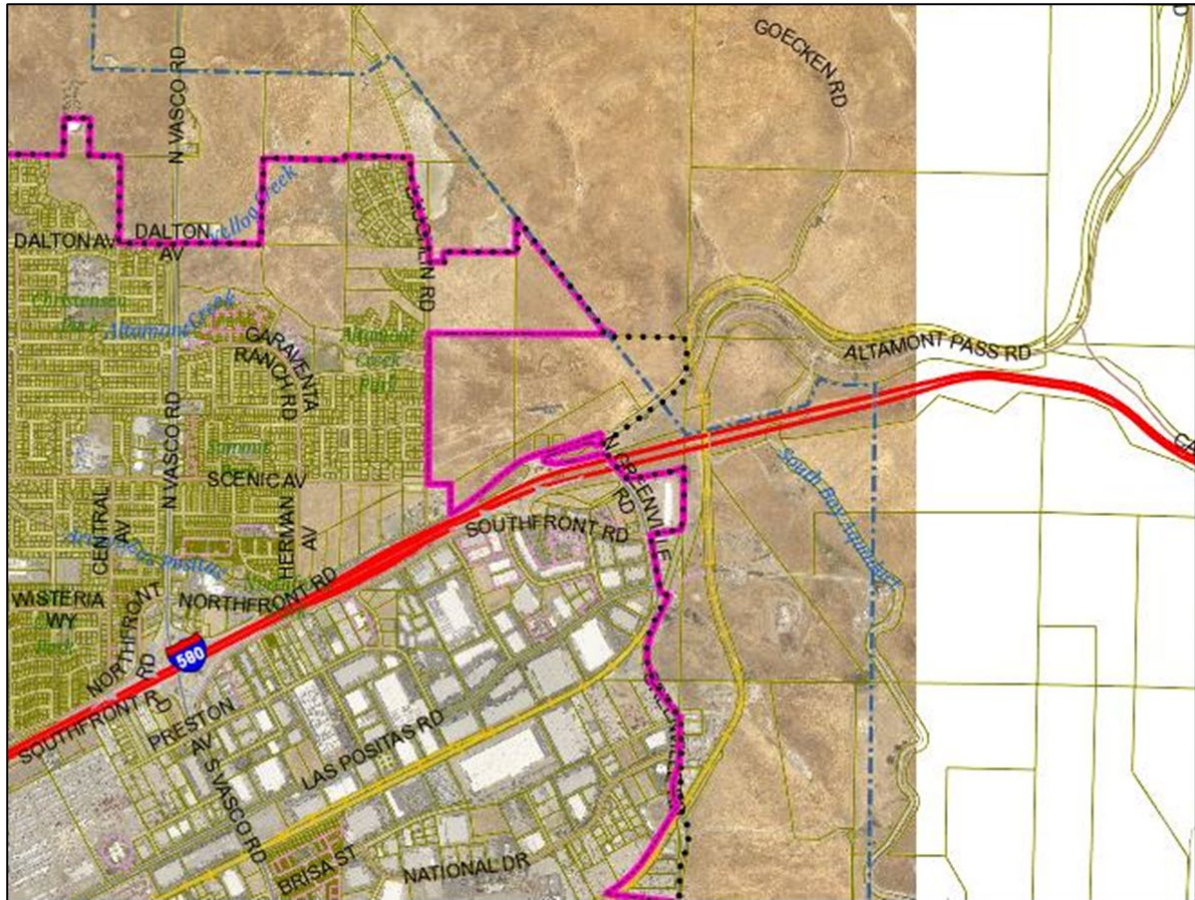 GOECKEN RD
N VASCO RD
DALTON AV
DALTON
AV
Christensen
Park
Altamont Creek
GARAVENTA
RANCH RD
Altamont
Creek
Park
ALTAMONT PASS RD
N VASCO RD
Summit
SCENIC AV
N GREENVILLE
RD
South Bay Aqueduct
CENTRAL
AV
HERMAN
AV
SOUTHFRONT RD
WISTERIA
WY
Park
NORTHFRONT RD
NORTHFRONT
RD
580
SOUTHFRONT RD
PRESTON
AV
LAS POSITAS RD
S VASCO RD
BRISA ST
NATIONAL DR